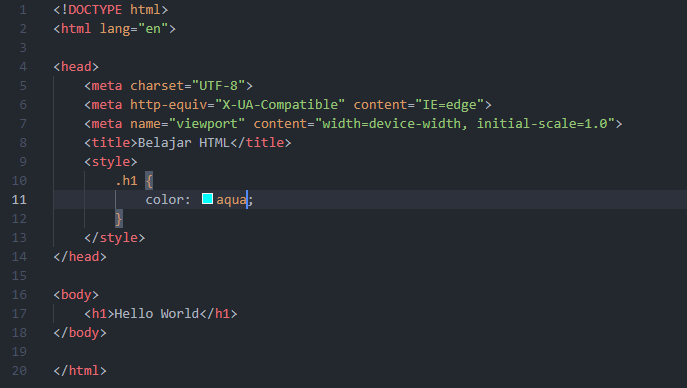 1 <!DOCTYPE html>
2 <html lang="en">
3
4 <head>
5     <meta charset="UTF-8">
6     <meta http-equiv="X-UA-Compatible" content="IE=edge">
7     <meta name="viewport" content="width=device-width, initial-scale=1.0">
8     <title>Belajar HTML</title>
9     <style>
10         .h1 {
11             color: aqua;
12         }
13     </style>
14 </head>
15
16 <body>
17     <h1>Hello World</h1>
18 </body>
19
20 </html>